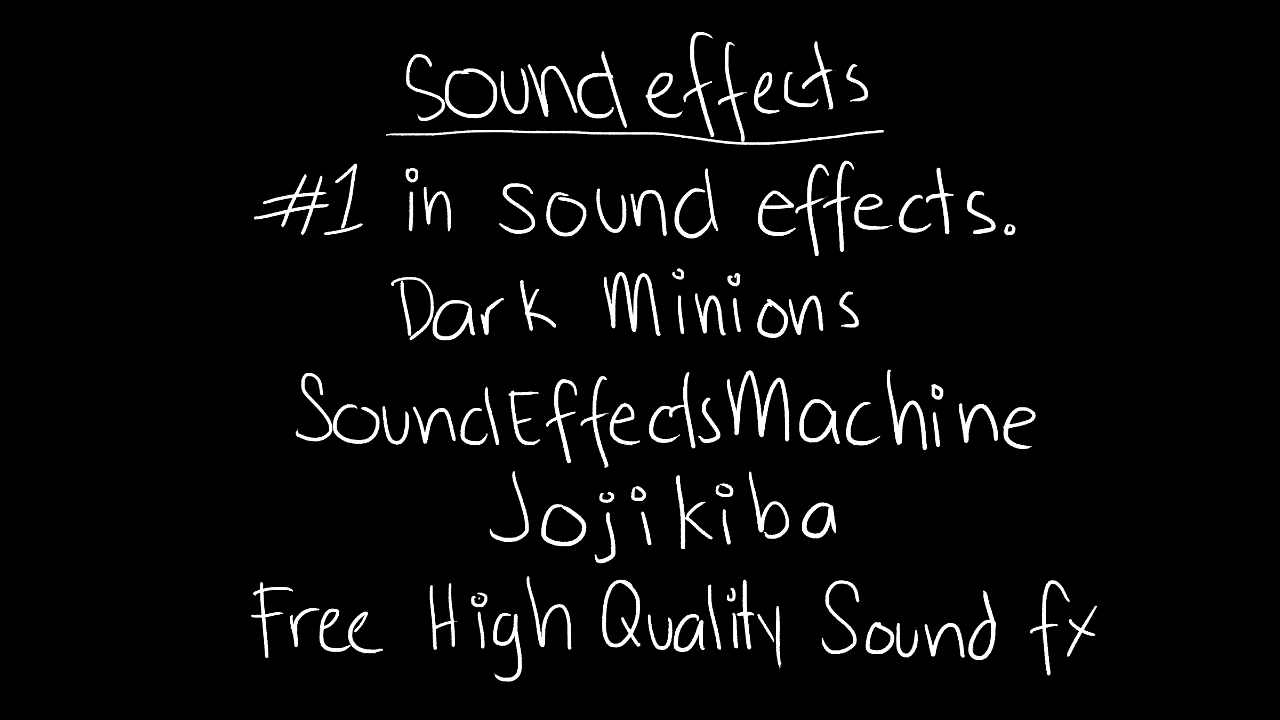 Sound effects
#1 in sound effects.
Dark Minions
SoundEffectsMachine
Jojikiba
Free High Quality Sound fx